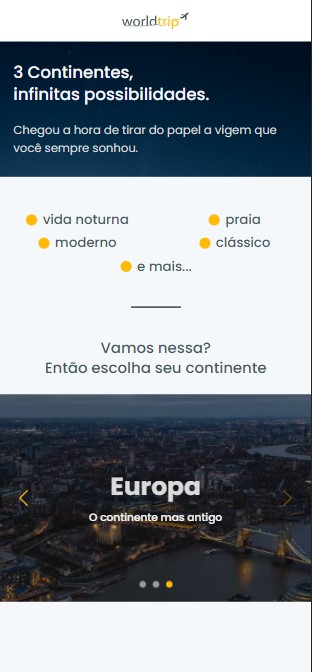 worldtrip
3 Continentes,
infinitas possibilidades.
Chegou a hora de tirar do papel a vigem que
você sempre sonhou.
vida noturna
praia
moderno
clássico
e mais...
Vamos nessa?
Então escolha seu continente
Europa
O continente mas antigo